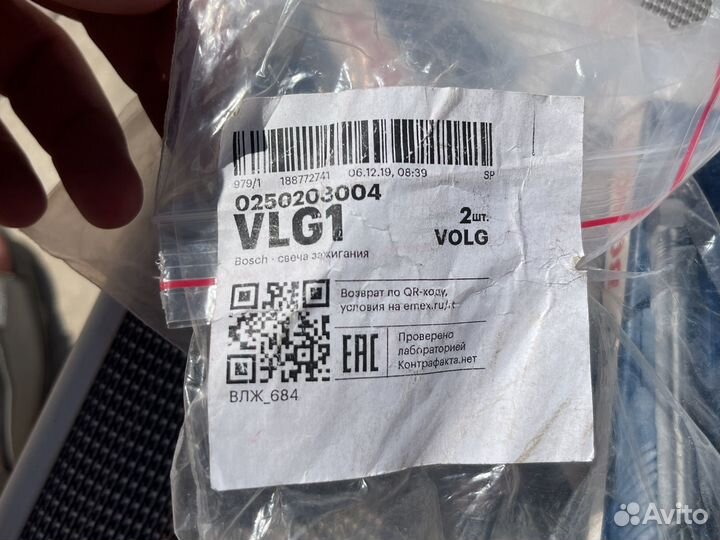 979/1 188772741 06.12.19, 08:39 SP
0250203004
VLG1
2шт.
VOLG
Bosch · свеча зажигания
Возврат по QR-коду,
условия на emex.ru/.t
EAC
Проверено
лабораторией
Контрафакта.нет
ВЛЖ_684
Avito